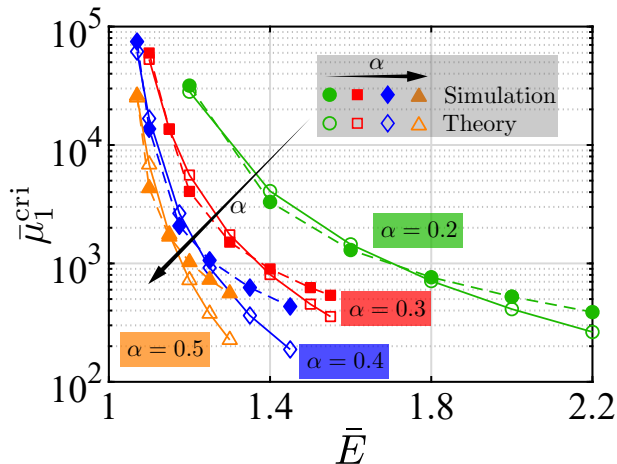 10^5
10^4
10^3
10^2
μ̄_1^cri
α
Simulation
Theory
α
α = 0.2
α = 0.3
α = 0.5
α = 0.4
1 1.4 1.8 2.2
Ē